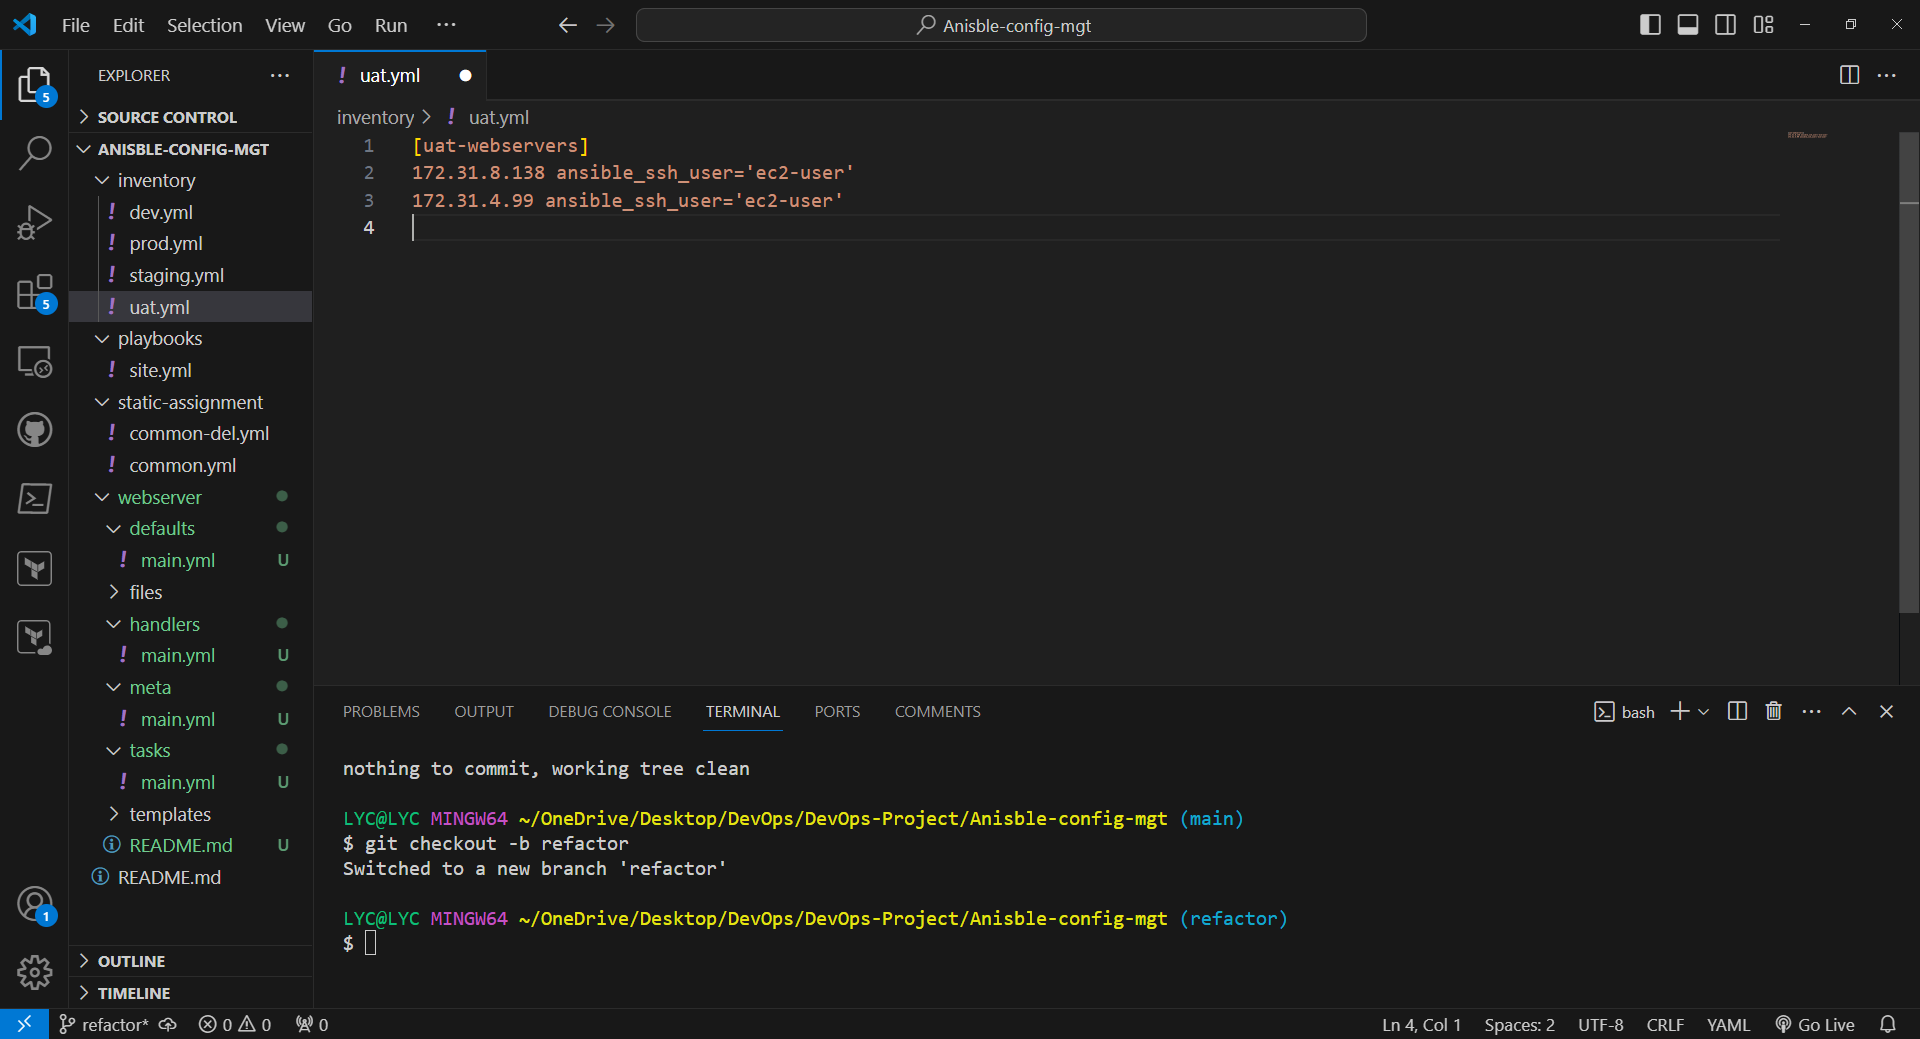 File Edit Selection View Go Run ···
Anisble-config-mgt
EXPLORER ···
SOURCE CONTROL
ANISBLE-CONFIG-MGT
inventory
! dev.yml
! prod.yml
! staging.yml
! uat.yml
playbooks
! site.yml
static-assignment
! common-del.yml
! common.yml
webserver
defaults
! main.yml U
files
handlers
! main.yml U
meta
! main.yml U
tasks
! main.yml U
templates
README.md U
README.md
OUTLINE
TIMELINE
5
5
1
! uat.yml
inventory > ! uat.yml
1 [uat-webservers]
2 172.31.8.138 ansible_ssh_user='ec2-user'
3 172.31.4.99 ansible_ssh_user='ec2-user'
4
PROBLEMS OUTPUT DEBUG CONSOLE TERMINAL PORTS COMMENTS
bash
nothing to commit, working tree clean
LYC@LYC MINGW64 ~/OneDrive/Desktop/DevOps/DevOps-Project/Anisble-config-mgt (main)
$ git checkout -b refactor
Switched to a new branch 'refactor'
LYC@LYC MINGW64 ~/OneDrive/Desktop/DevOps/DevOps-Project/Anisble-config-mgt (refactor)
$
refactor* 0 0 0
Ln 4, Col 1 Spaces: 2 UTF-8 CRLF YAML Go Live